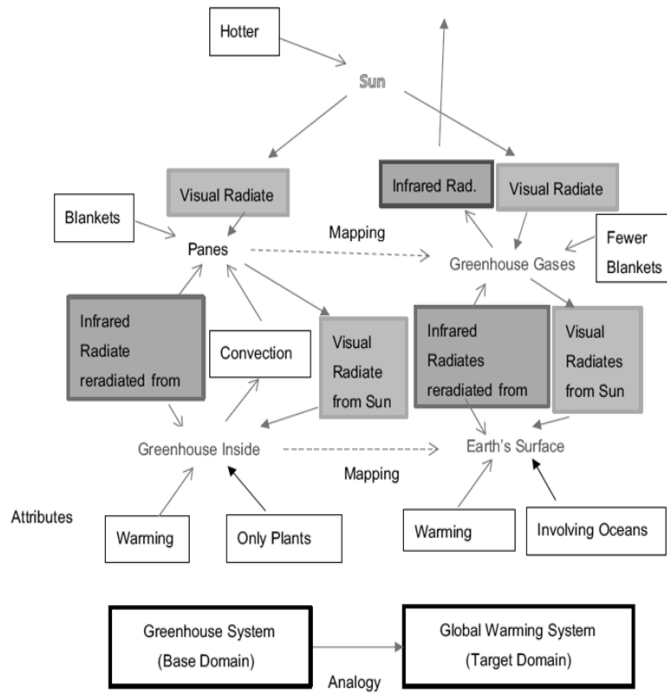 Hotter
Sun
Visual Radiate
Infrared Rad.
Visual Radiate
Blankets
Panes
Mapping
Greenhouse Gases
Fewer
Blankets
Infrared
Radiate
reradiated from
Convection
Visual
Radiate
from Sun
Infrared
Radiates
reradiated from
Visual
Radiates
from Sun
Greenhouse Inside
Mapping
Earth's Surface
Attributes
Warming
Only Plants
Warming
Involving Oceans
Greenhouse System
(Base Domain)
Analogy
Global Warming System
(Target Domain)